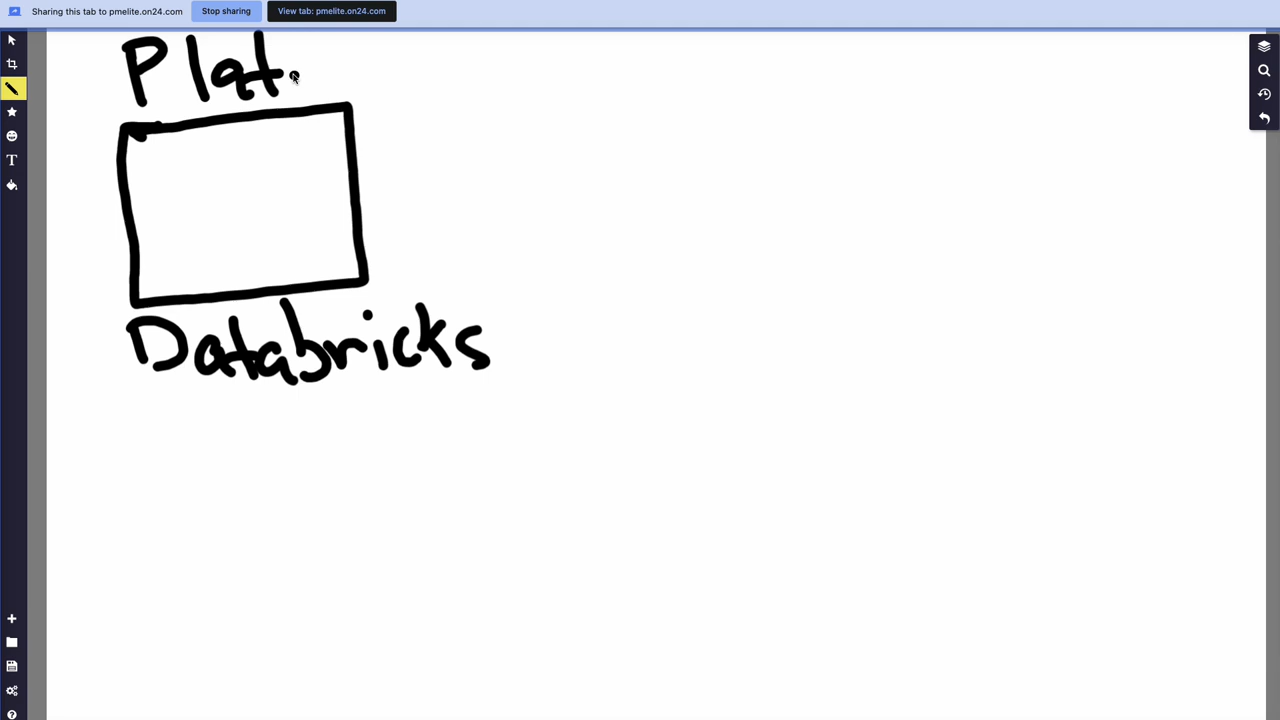 Sharing this tab to pmelite.on24.com Stop sharing View tab: pmelite.on24.com
Plat
T
Databricks
?